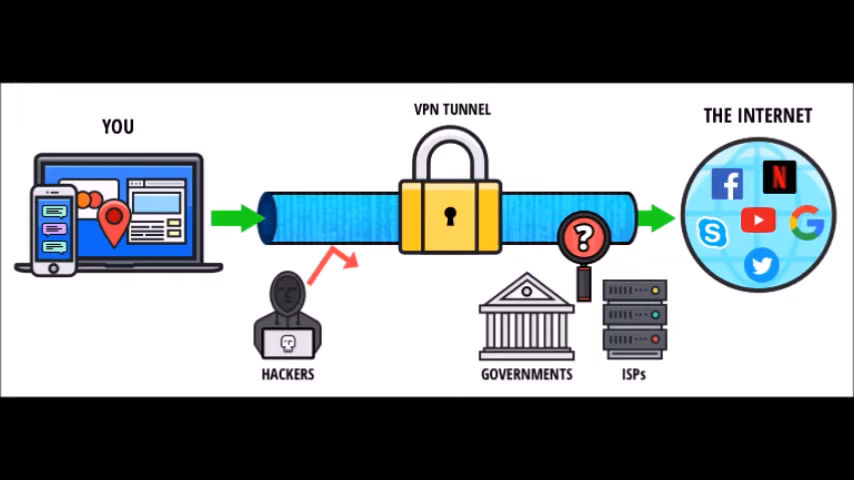 YOU
VPN TUNNEL
THE INTERNET
HACKERS
GOVERNMENTS
ISPs
?
f
N
S
G